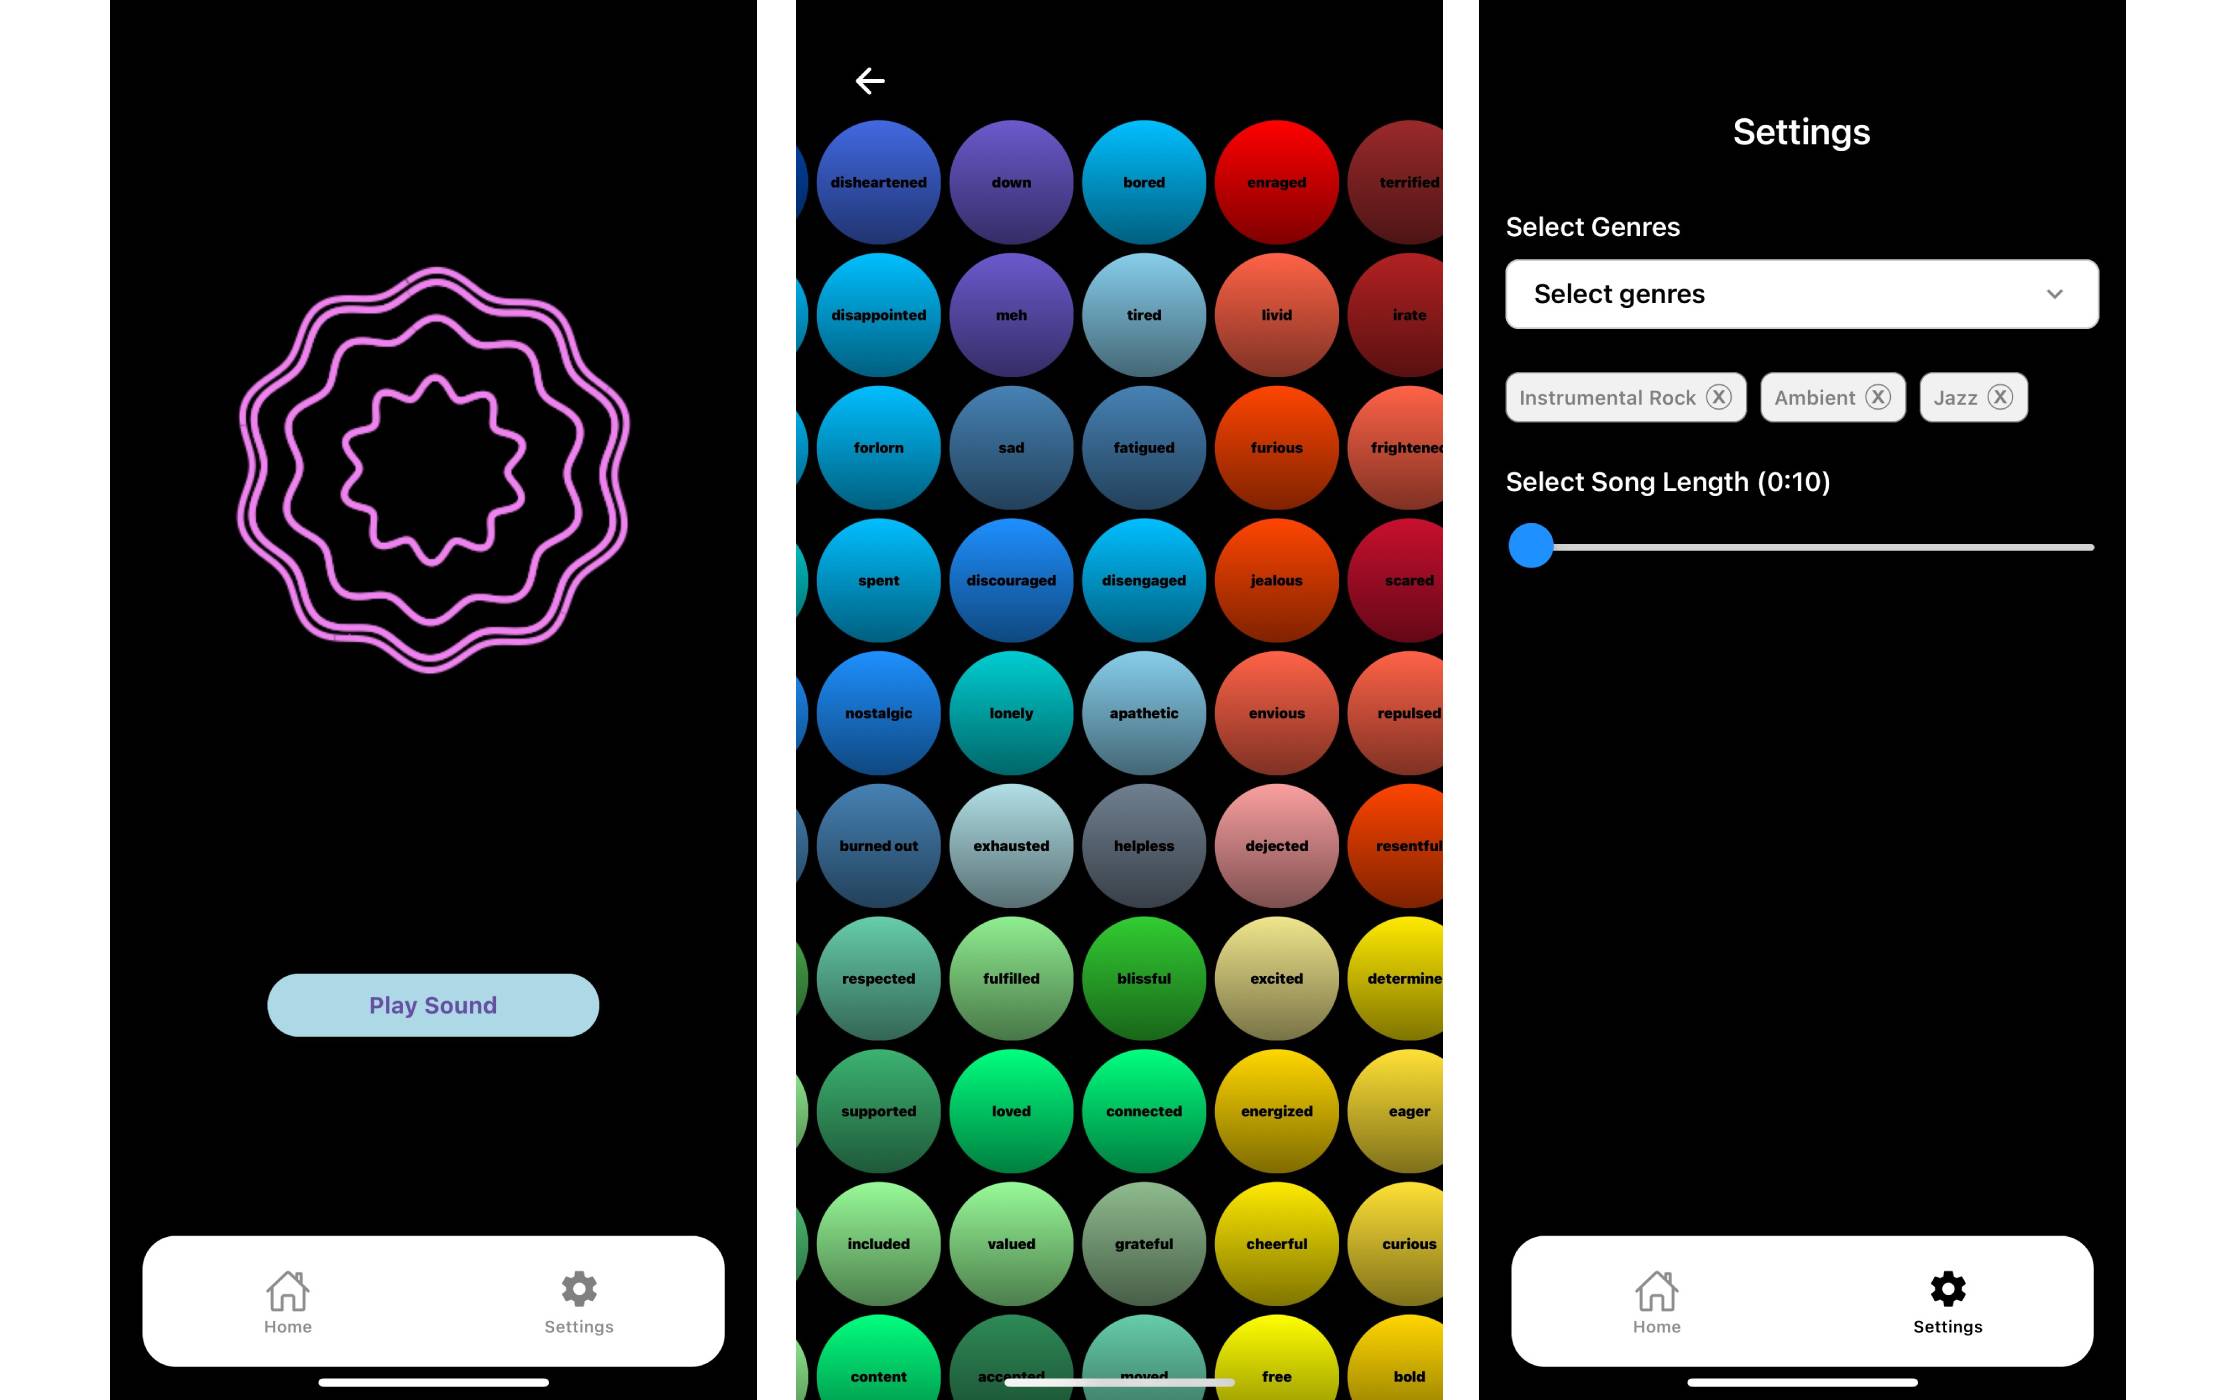 Play Sound
Home Settings
disheartened down bored enraged terrified
disappointed meh tired livid irate
forlorn sad fatigued furious frightened
spent discouraged disengaged jealous scared
nostalgic lonely apathetic envious repulsed
burned out exhausted helpless dejected resentful
respected fulfilled blissful excited determine
supported loved connected energized eager
included valued grateful cheerful curious
content accepted moved free bold
Settings
Select Genres
Select genres
Instrumental Rock X Ambient X Jazz X
Select Song Length (0:10)
Home Settings